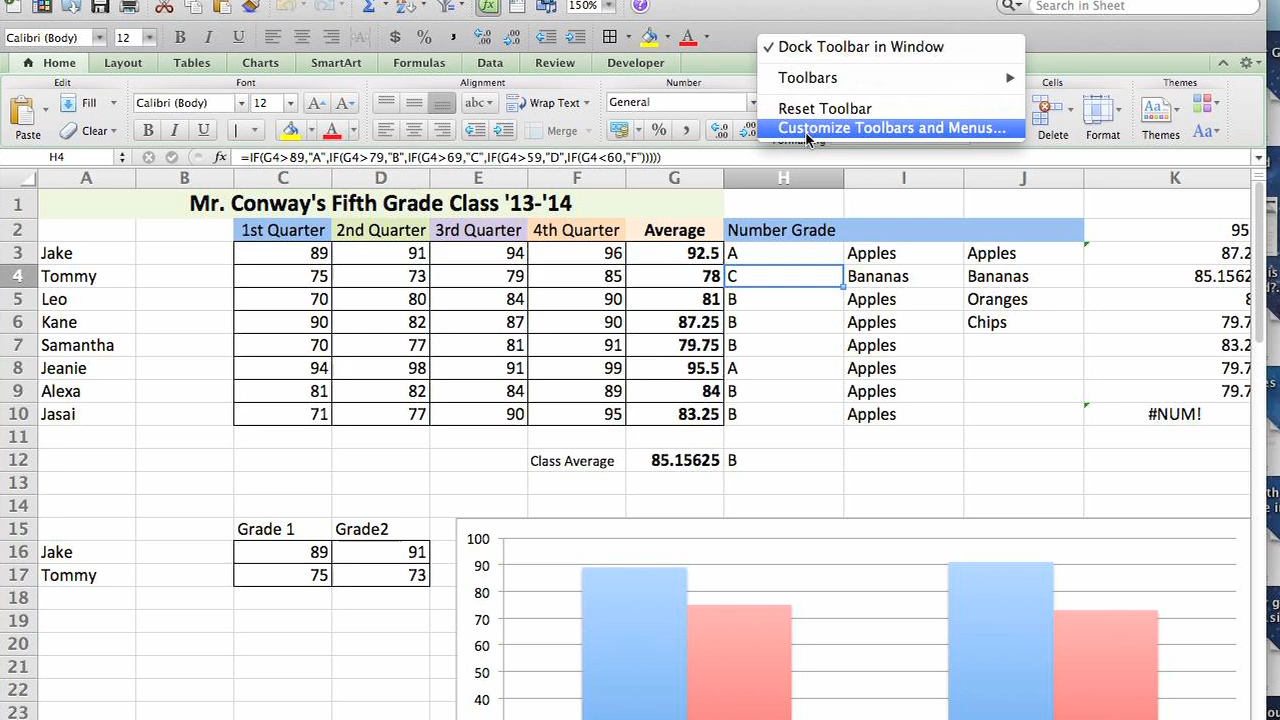 150%
Search in Sheet
Calibri (Body) 12 B I U $ % , A
Dock Toolbar in Window
Toolbars
Reset Toolbar
Customize Toolbars and Menus...
Home Layout Tables Charts SmartArt Formulas Data Review Developer
Edit Font Alignment Number Cells Themes
Paste Fill Clear
Calibri (Body) 12 A A
B I U A
abc Wrap Text Merge
General
% ,
Delete Format Themes Aa
H4 fx =IF(G4>89,"A",IF(G4>79,"B",IF(G4>69,"C",IF(G4>59,"D",IF(G4<60,"F")))))
A B C D E F G H I J K
1 Mr. Conway's Fifth Grade Class '13-'14
2 1st Quarter 2nd Quarter 3rd Quarter 4th Quarter Average Number Grade 95
3 Jake 89 91 94 96 92.5 A Apples Apples 87.2
4 Tommy 75 73 79 85 78 C Bananas Bananas 85.1562
5 Leo 70 80 84 90 81 B Apples Oranges 8
6 Kane 90 82 87 90 87.25 B Apples Chips 79.7
7 Samantha 70 77 81 91 79.75 B Apples 83.2
8 Jeanie 94 98 91 99 95.5 A Apples 79.7
9 Alexa 81 82 84 89 84 B Apples 79.7
10 Jasai 71 77 90 95 83.25 B Apples #NUM!
11
12 Class Average 85.15625 B
13
14
15 Grade 1 Grade2
16 Jake 89 91
17 Tommy 75 73
18
19
20
21
22
23
100
90
80
70
60
50
40